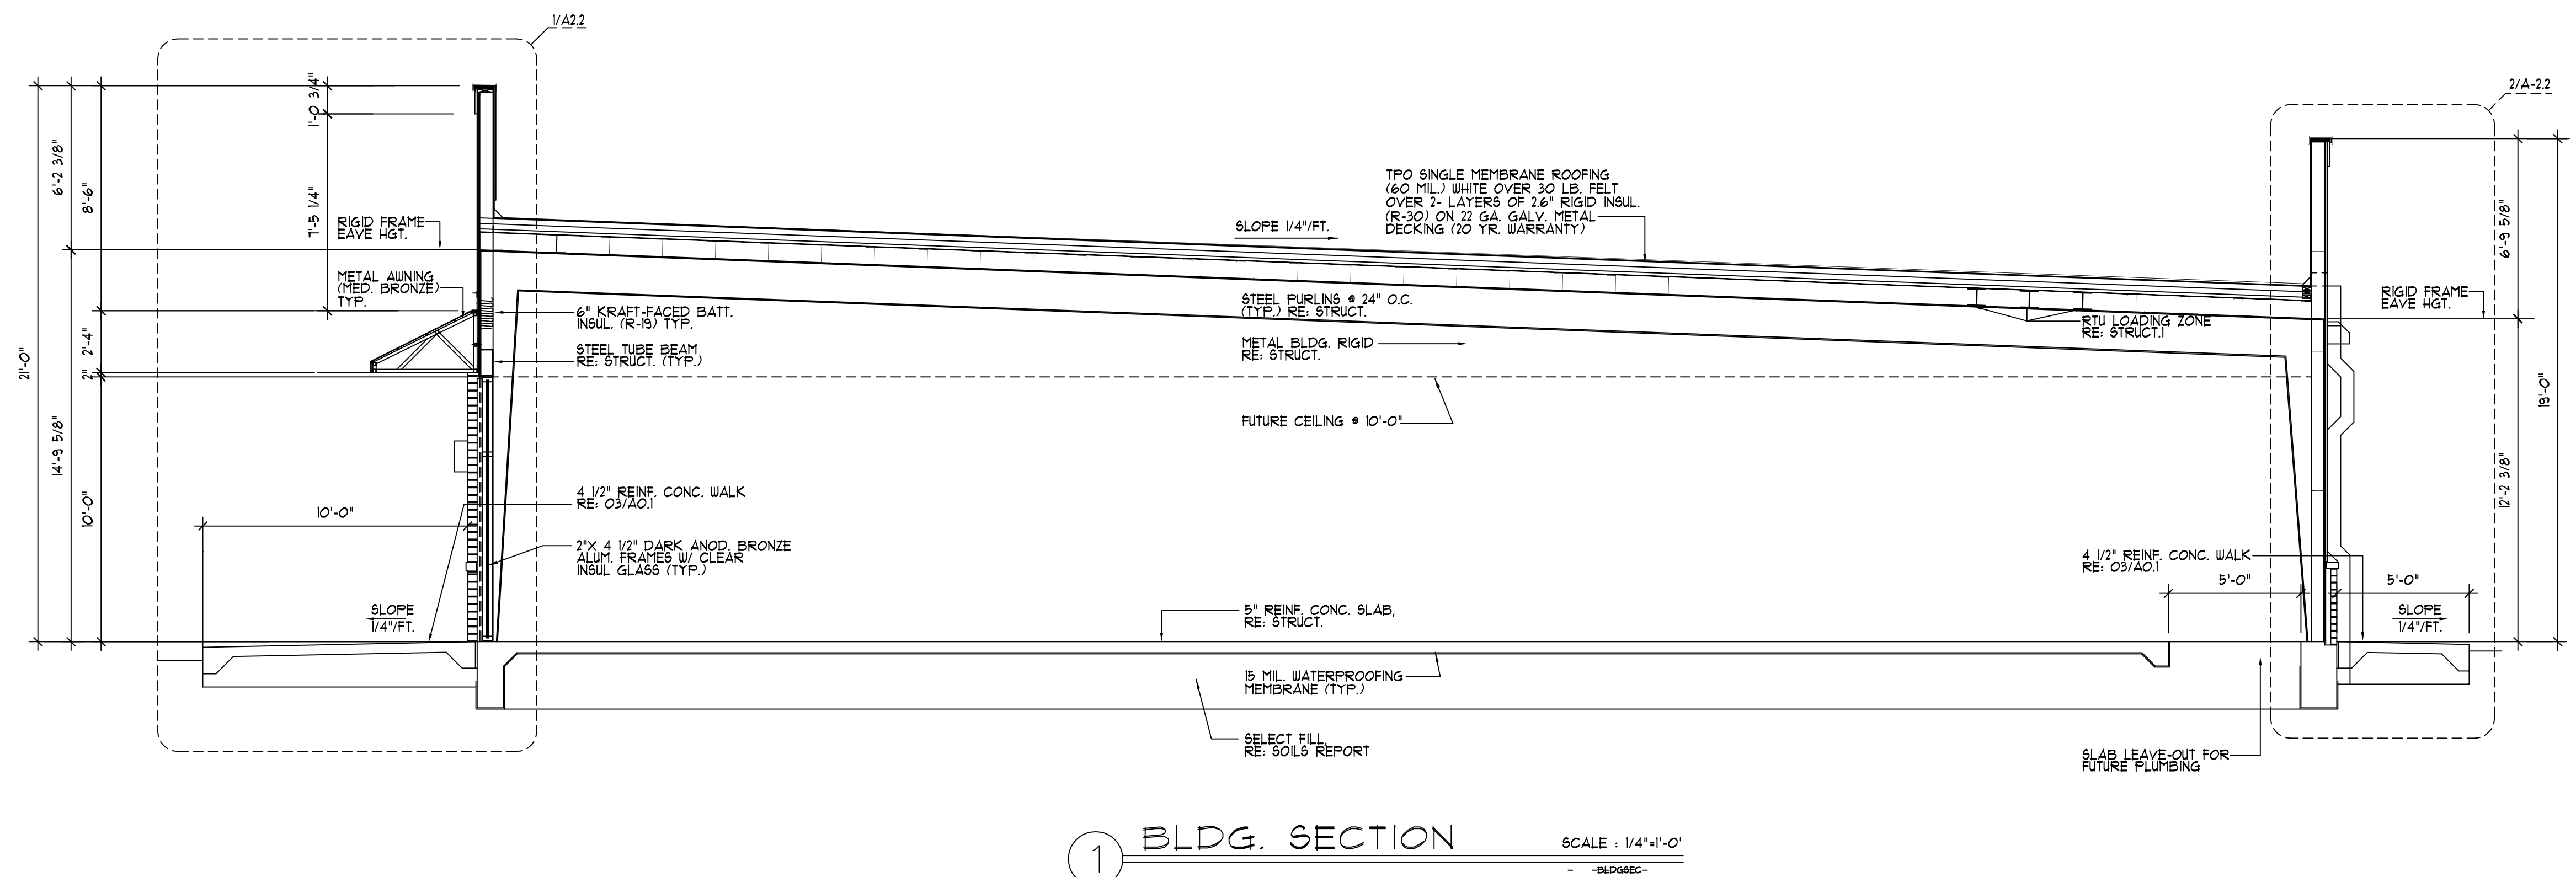 1/A2.2
2/A-2.2
1'-0 3/4"
6'-2 3/8"
8'-6"
7'-5 1/4"
RIGID FRAME
EAVE HGT.
METAL AWNING
(MED. BRONZE)
TYP.
21'-0"
2'-4"
2"
14'-9 5/8"
10'-0"
10'-0"
SLOPE
1/4"/FT.
6" KRAFT-FACED BATT.
INSUL. (R-19) TYP.
STEEL TUBE BEAM
RE: STRUCT. (TYP.)
4 1/2" REINF. CONC. WALK
RE: 03/A0.1
2"X 4 1/2" DARK ANOD. BRONZE
ALUM. FRAMES W/ CLEAR
INSUL GLASS (TYP.)
SLOPE 1/4"/FT.
TPO SINGLE MEMBRANE ROOFING
(60 MIL.) WHITE OVER 30 LB. FELT
OVER 2- LAYERS OF 2.6" RIGID INSUL.
(R-30) ON 22 GA. GALV. METAL
DECKING (20 YR. WARRANTY)
STEEL PURLINS @ 24" O.C.
(TYP.) RE: STRUCT.
METAL BLDG. RIGID
RE: STRUCT.
FUTURE CEILING @ 10'-0"
5" REINF. CONC. SLAB,
RE: STRUCT.
15 MIL. WATERPROOFING
MEMBRANE (TYP.)
SELECT FILL,
RE: SOILS REPORT
RTU LOADING ZONE
RE: STRUCT.1
RIGID FRAME
EAVE HGT.
6'-9 5/8"
19'-0"
12'-2 3/8"
4 1/2" REINF. CONC. WALK
RE: 03/A0.1
5'-0"
5'-0"
SLOPE
1/4"/FT.
SLAB LEAVE-OUT FOR
FUTURE PLUMBING
1
BLDG. SECTION
SCALE : 1/4"=1'-0'
- -BLDGSEC-